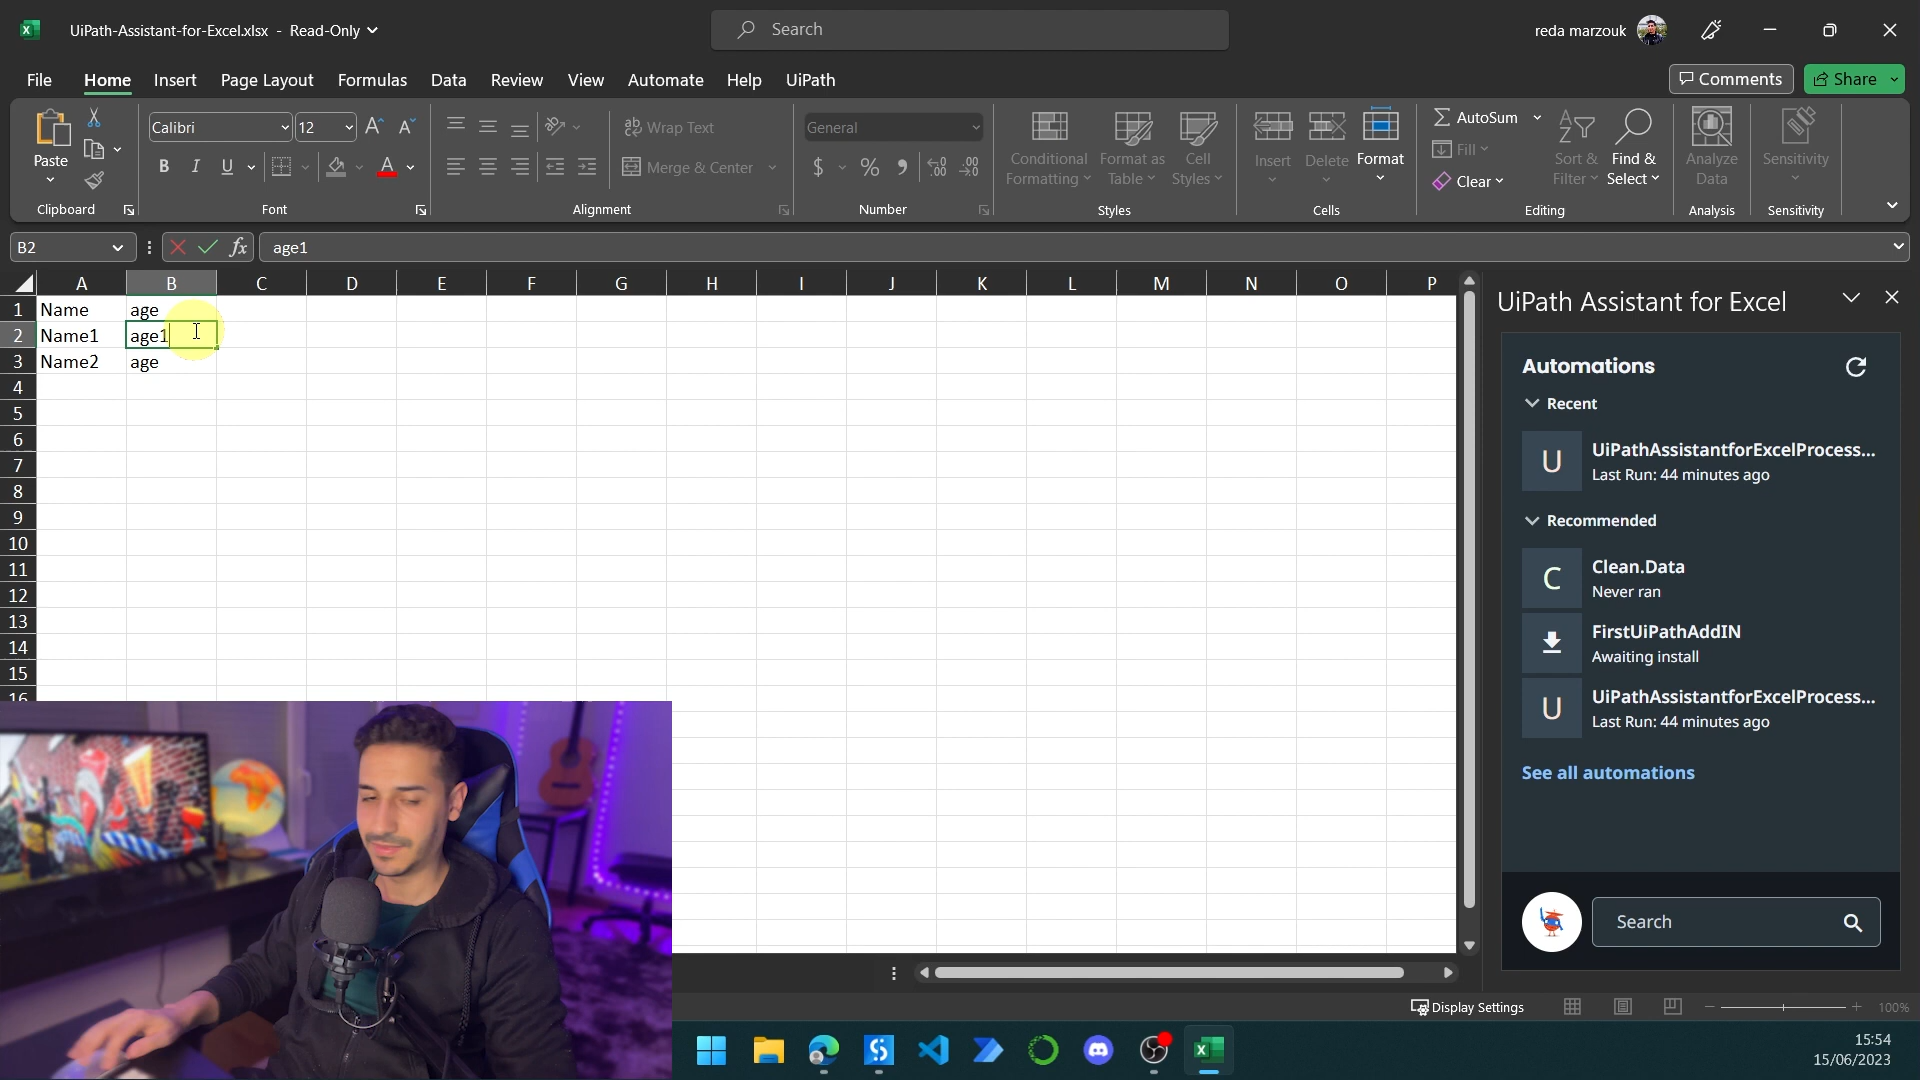 UiPath-Assistant-for-Excel.xlsx - Read-Only
Search
reda marzouk
File Home Insert Page Layout Formulas Data Review View Automate Help UiPath
Comments
Share
Paste
Clipboard
Calibri
12
B I U
A
Font
Wrap Text
Merge & Center
Alignment
General
$ %
Number
Conditional Formatting
Format as Table
Cell Styles
Styles
Insert
Delete
Format
Cells
AutoSum
Fill
Clear
Sort & Filter
Find & Select
Editing
Analyze Data
Analysis
Sensitivity
Sensitivity
B2
fx
age1
A B C D E F G H I J K L M N O P
1 Name age
2 Name1 age1
3 Name2 age
4
5
6
7
8
9
10
11
12
13
14
15
16
UiPath Assistant for Excel
Automations
Recent
U
UiPathAssistantforExcelProcess...
Last Run: 44 minutes ago
Recommended
C
Clean.Data
Never ran
FirstUiPathAddIN
Awaiting install
U
UiPathAssistantforExcelProcess...
Last Run: 44 minutes ago
See all automations
Search
Display Settings
100%
15:54
15/06/2023